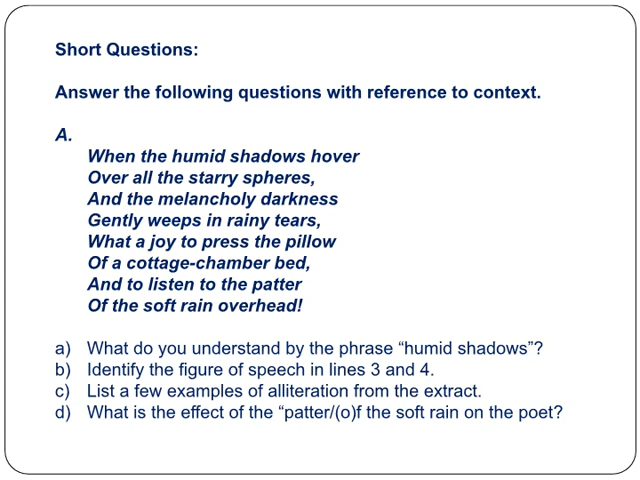 Short Questions:
Answer the following questions with reference to context.
A.
When the humid shadows hover
Over all the starry spheres,
And the melancholy darkness
Gently weeps in rainy tears,
What a joy to press the pillow
Of a cottage-chamber bed,
And to listen to the patter
Of the soft rain overhead!
a) What do you understand by the phrase “humid shadows”?
b) Identify the figure of speech in lines 3 and 4.
c) List a few examples of alliteration from the extract.
d) What is the effect of the “patter/(o)f the soft rain on the poet?